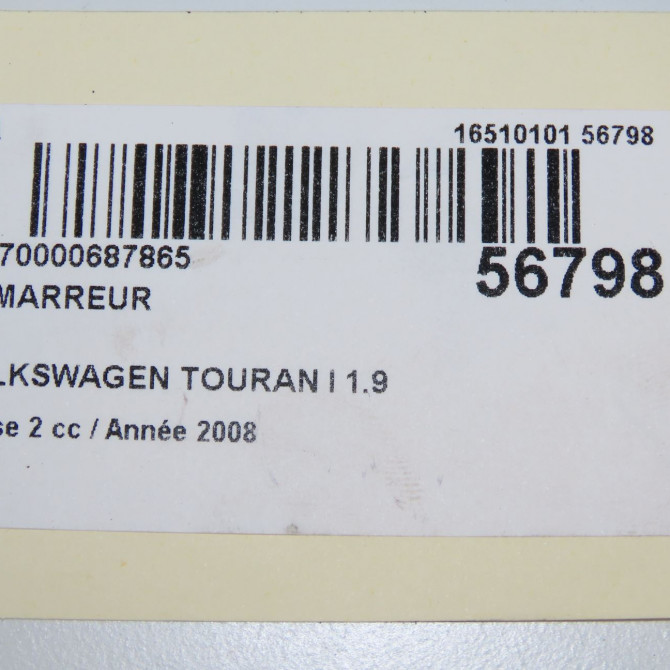 16510101 56798
70000687865
56798
MARREUR
LKSWAGEN TOURAN I 1.9
se 2 cc / Année 2008